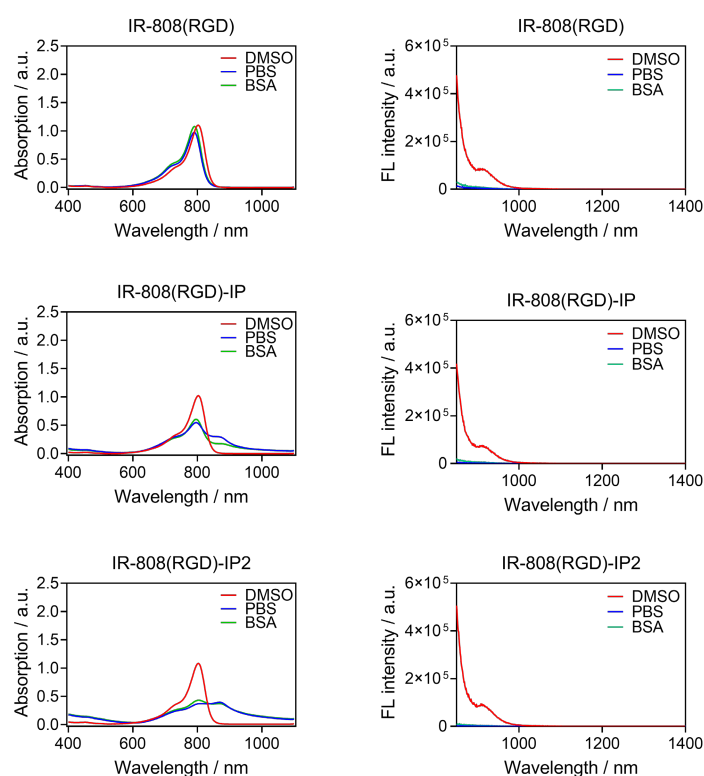 IR-808(RGD)
2.5
2.0
1.5
1.0
0.5
0.0
Absorption / a.u.
DMSO
PBS
BSA
400 600 800 1000
Wavelength / nm
IR-808(RGD)
6×10⁵
4×10⁵
2×10⁵
0
FL intensity / a.u.
DMSO
PBS
BSA
1000 1200 1400
Wavelength / nm
IR-808(RGD)-IP
2.5
2.0
1.5
1.0
0.5
0.0
Absorption / a.u.
DMSO
PBS
BSA
400 600 800 1000
Wavelength / nm
IR-808(RGD)-IP
6×10⁵
4×10⁵
2×10⁵
0
FL intensity / a.u.
DMSO
PBS
BSA
1000 1200 1400
Wavelength / nm
IR-808(RGD)-IP2
2.5
2.0
1.5
1.0
0.5
0.0
Absorption / a.u.
DMSO
PBS
BSA
400 600 800 1000
Wavelength / nm
IR-808(RGD)-IP2
6×10⁵
4×10⁵
2×10⁵
0
FL intensity / a.u.
DMSO
PBS
BSA
1000 1200 1400
Wavelength / nm